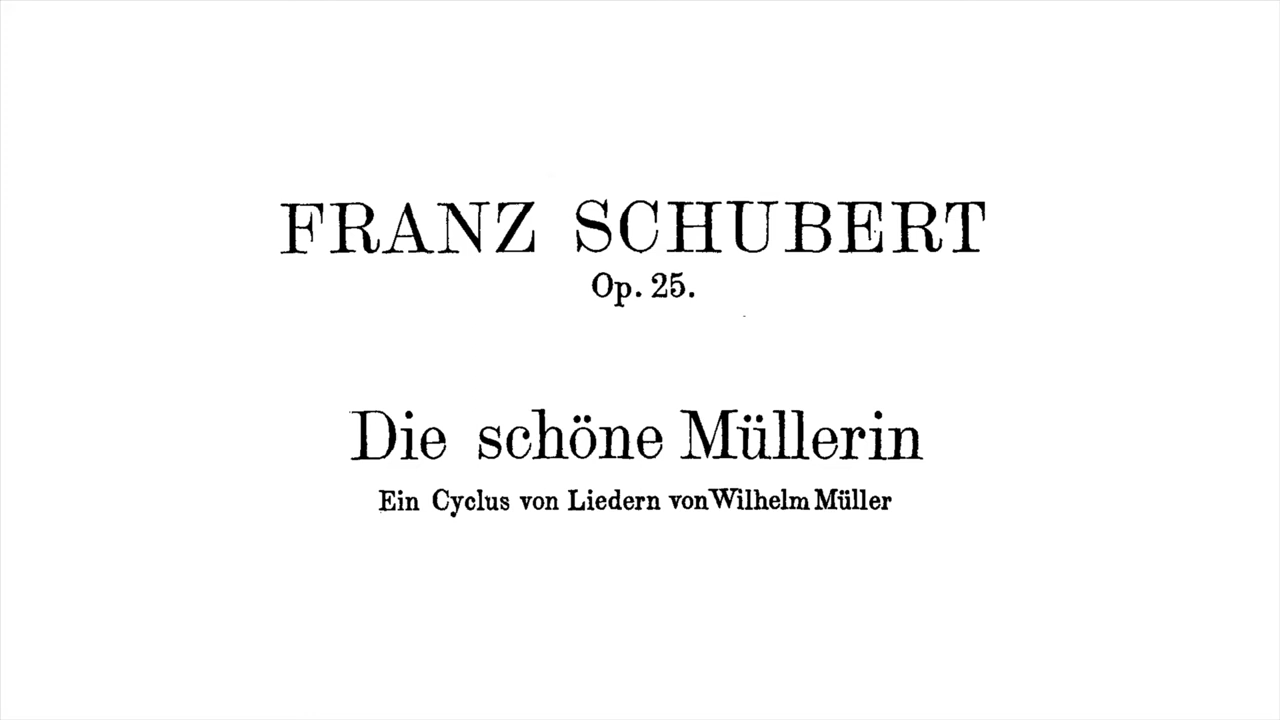 FRANZ SCHUBERT
Op. 25.
Die schöne Müllerin
Ein Cyclus von Liedern von Wilhelm Müller